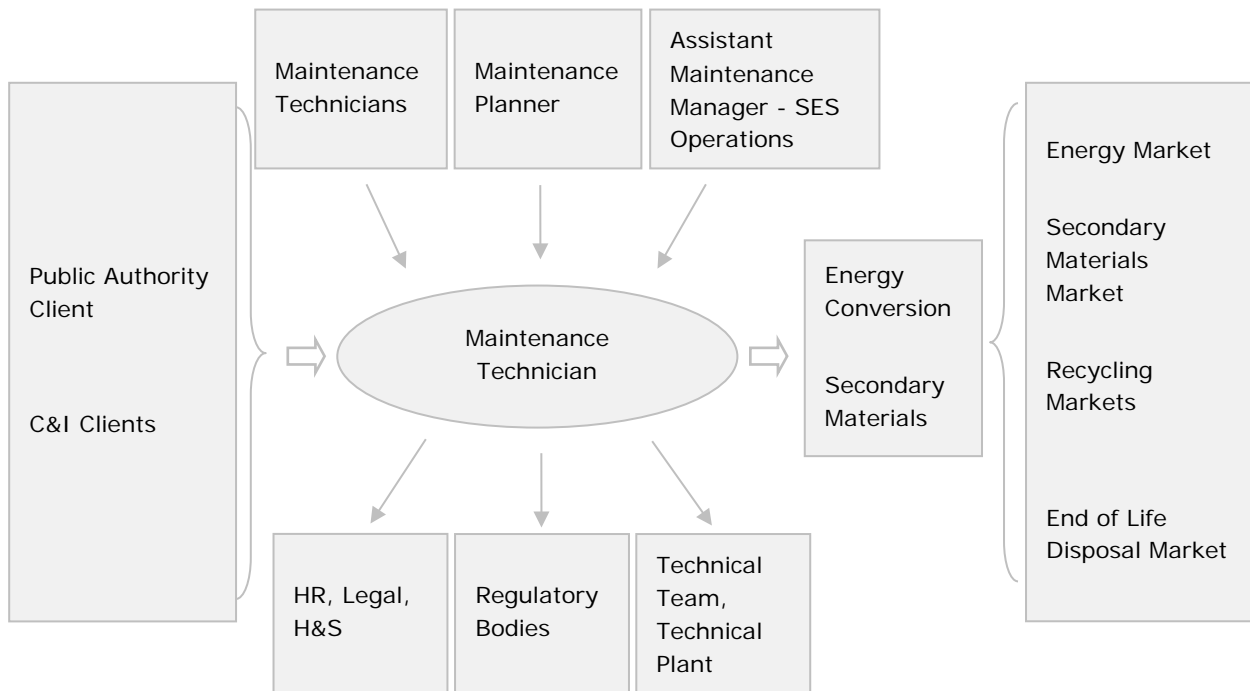 Maintenance
Technicians
Maintenance
Planner
Assistant
Maintenance
Manager - SES
Operations
Public Authority
Client
C&I Clients
Maintenance
Technician
Energy
Conversion
Secondary
Materials
Energy Market
Secondary
Materials
Market
Recycling
Markets
End of Life
Disposal Market
HR, Legal,
H&S
Regulatory
Bodies
Technical
Team,
Technical
Plant